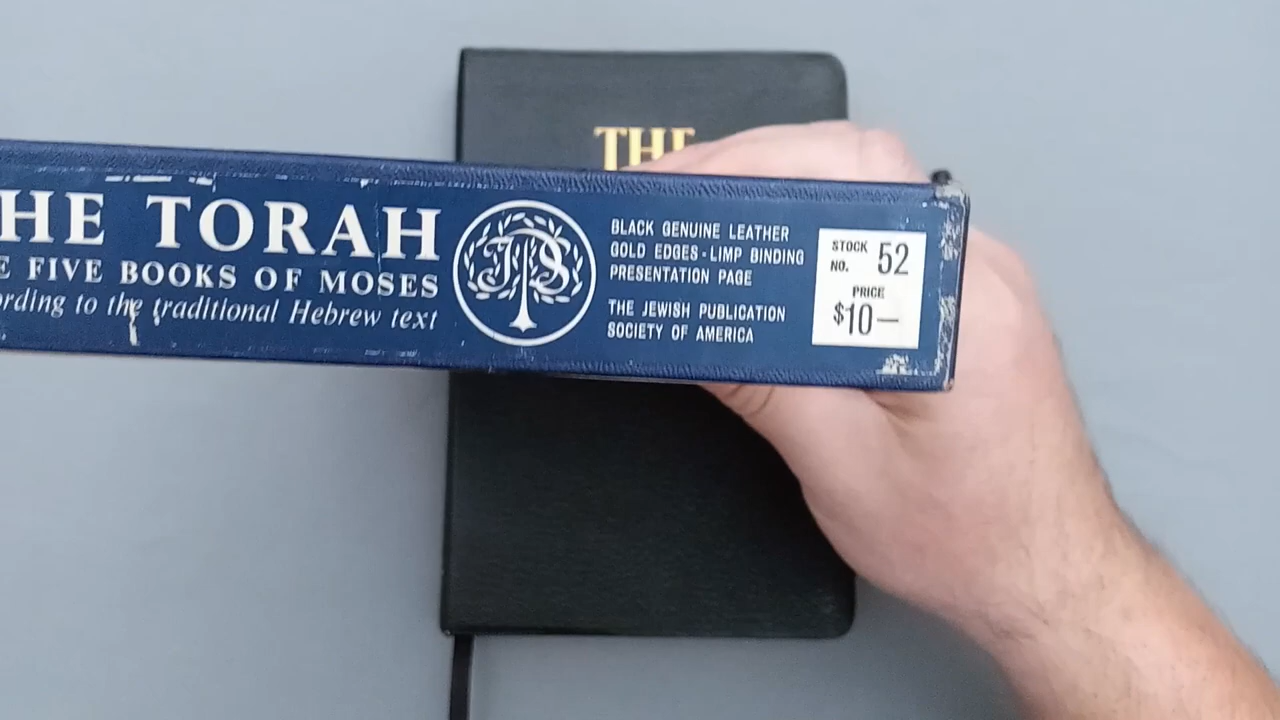 THE
HE TORAH
E FIVE BOOKS OF MOSES
ording to the traditional Hebrew text
JPS
BLACK GENUINE LEATHER
GOLD EDGES - LIMP BINDING
PRESENTATION PAGE
THE JEWISH PUBLICATION
SOCIETY OF AMERICA
STOCK NO. 52
PRICE
$10—